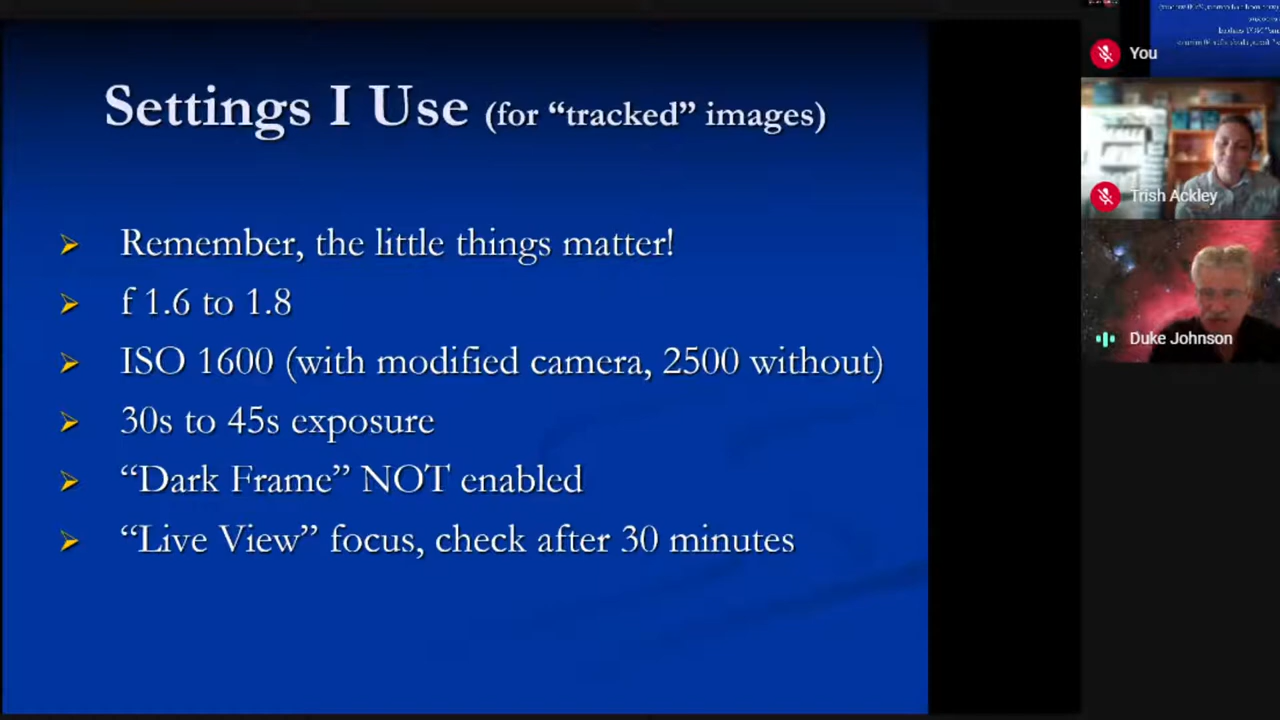 Settings I Use (for “tracked” images)
Remember, the little things matter!
f 1.6 to 1.8
ISO 1600 (with modified camera, 2500 without)
30s to 45s exposure
“Dark Frame” NOT enabled
“Live View” focus, check after 30 minutes
You
Trish Ackley
Duke Johnson